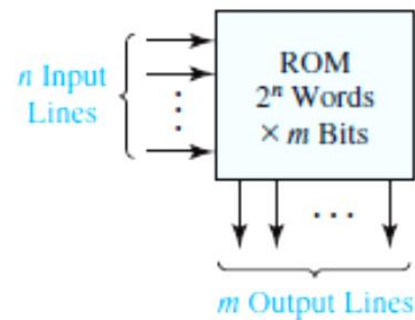 n Input
Lines
ROM
2ⁿ Words
× m Bits
m Output Lines